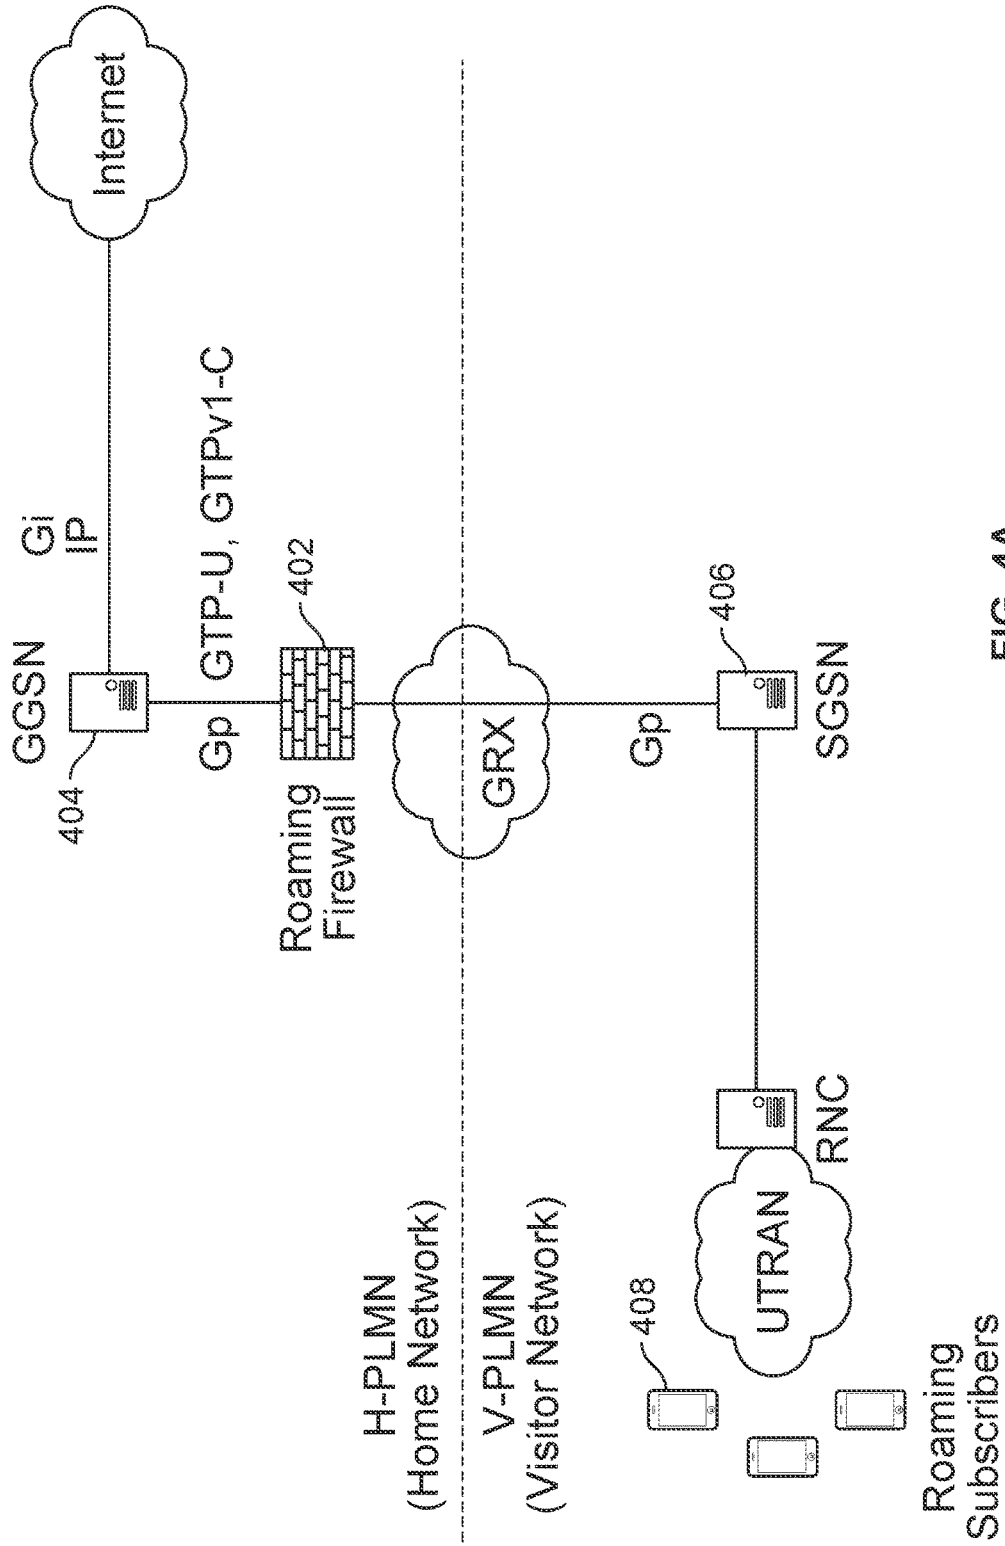 H-PLMN
(Home Network)
V-PLMN
(Visitor Network)
404
GGSN
Gi
IP
Internet
Gp
GTP-U, GTPv1-C
Roaming
Firewall
402
GRX
Gp
406
SGSN
RNC
UTRAN
408
Roaming
Subscribers
FIG. 4A